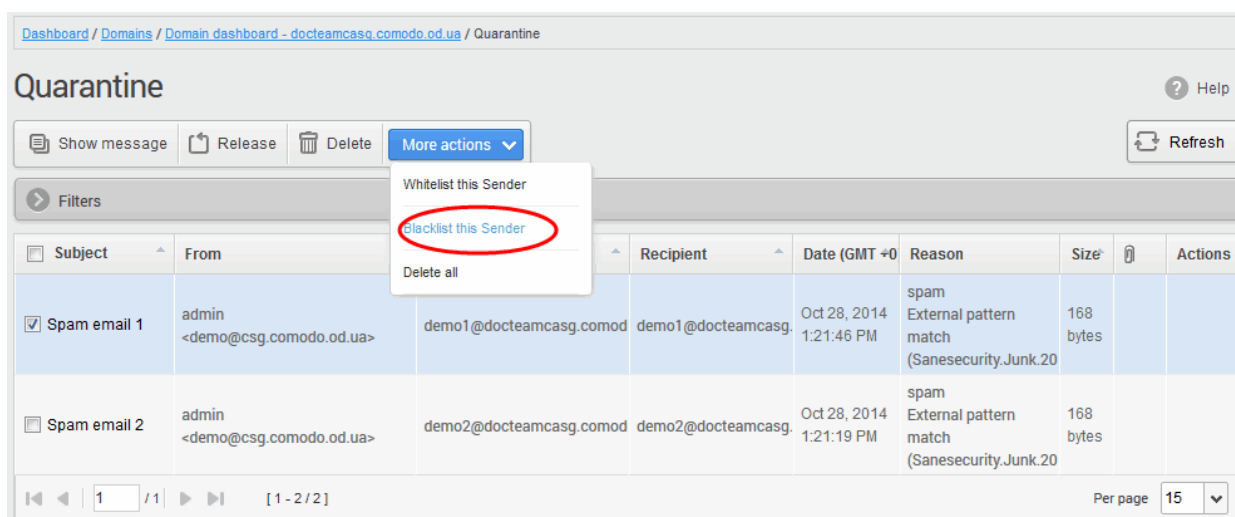 Dashboard / Domains / Domain dashboard - docteamcasg.comodo.od.ua / Quarantine
Quarantine
Help
Show message
Release
Delete
More actions
Refresh
Whitelist this Sender
Blacklist this Sender
Delete all
Filters
Subject
From
Recipient
Date (GMT +0
Reason
Size
Actions
Spam email 1
admin
<demo@csg.comodo.od.ua>
demo1@docteamcasg.comod
demo1@docteamcasg.
Oct 28, 2014
1:21:46 PM
spam
External pattern
match
(Sanesecurity.Junk.20
168
bytes
Spam email 2
admin
<demo@csg.comodo.od.ua>
demo2@docteamcasg.comod
demo2@docteamcasg.
Oct 28, 2014
1:21:19 PM
spam
External pattern
match
(Sanesecurity.Junk.20
168
bytes
1 / 1
[ 1 - 2 / 2 ]
Per page 15